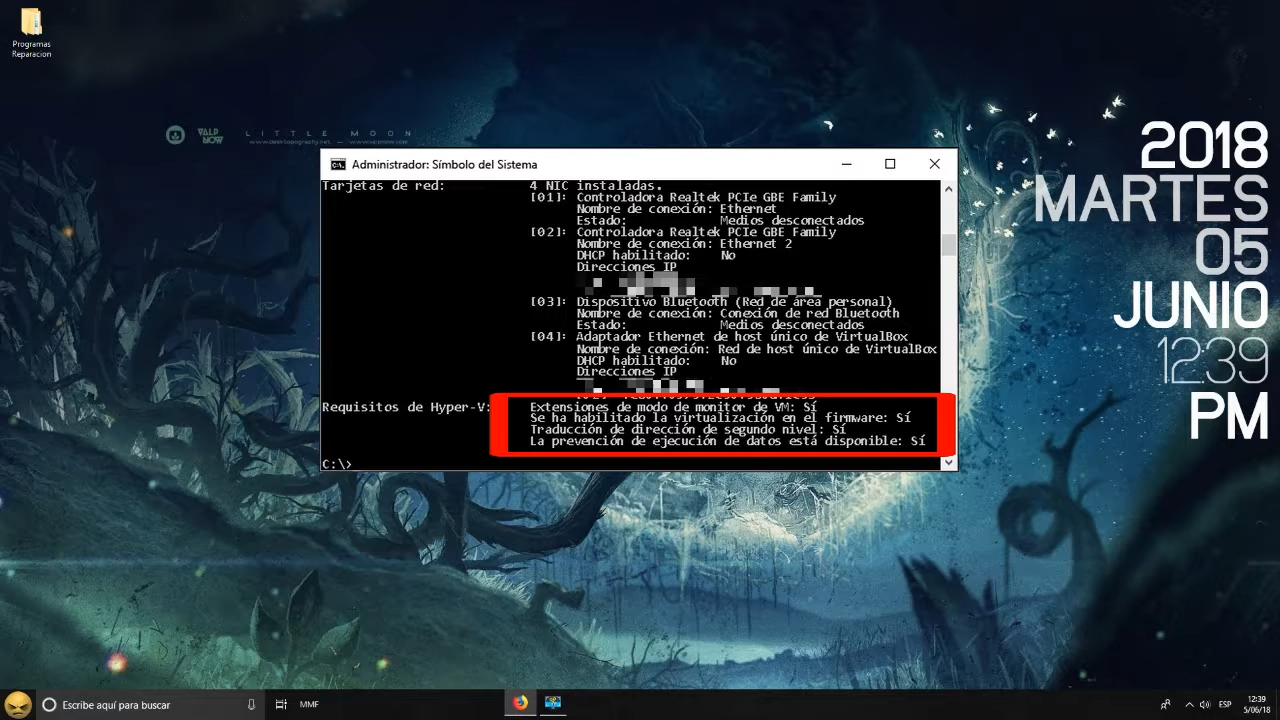 Programas
Reparacion
VALP
NOW
LITTLE MOON
Administrador: Símbolo del Sistema
Tarjetas de red: 4 NIC instaladas.
[01]: Controladora Realtek PCIe GBE Family
Nombre de conexión: Ethernet
Estado: Medios desconectados
[02]: Controladora Realtek PCIe GBE Family
Nombre de conexión: Ethernet 2
DHCP habilitado: No
Direcciones IP
[03]: Dispositivo Bluetooth (Red de área personal)
Nombre de conexión: Conexión de red Bluetooth
Estado: Medios desconectados
[04]: Adaptador Ethernet de host único de VirtualBox
Nombre de conexión: Red de host único de VirtualBox
DHCP habilitado: No
Direcciones IP
Requisitos de Hyper-V: Extensiones de modo de monitor de VM: Sí
Se ha habilitado la virtualización en el firmware: Sí
Traducción de dirección de segundo nivel: Sí
La prevención de ejecución de datos está disponible: Sí
C:\>
2018
MARTES
05
JUNIO
12:39
PM
Escribe aquí para buscar
MMF
ESP
12:39
5/06/18